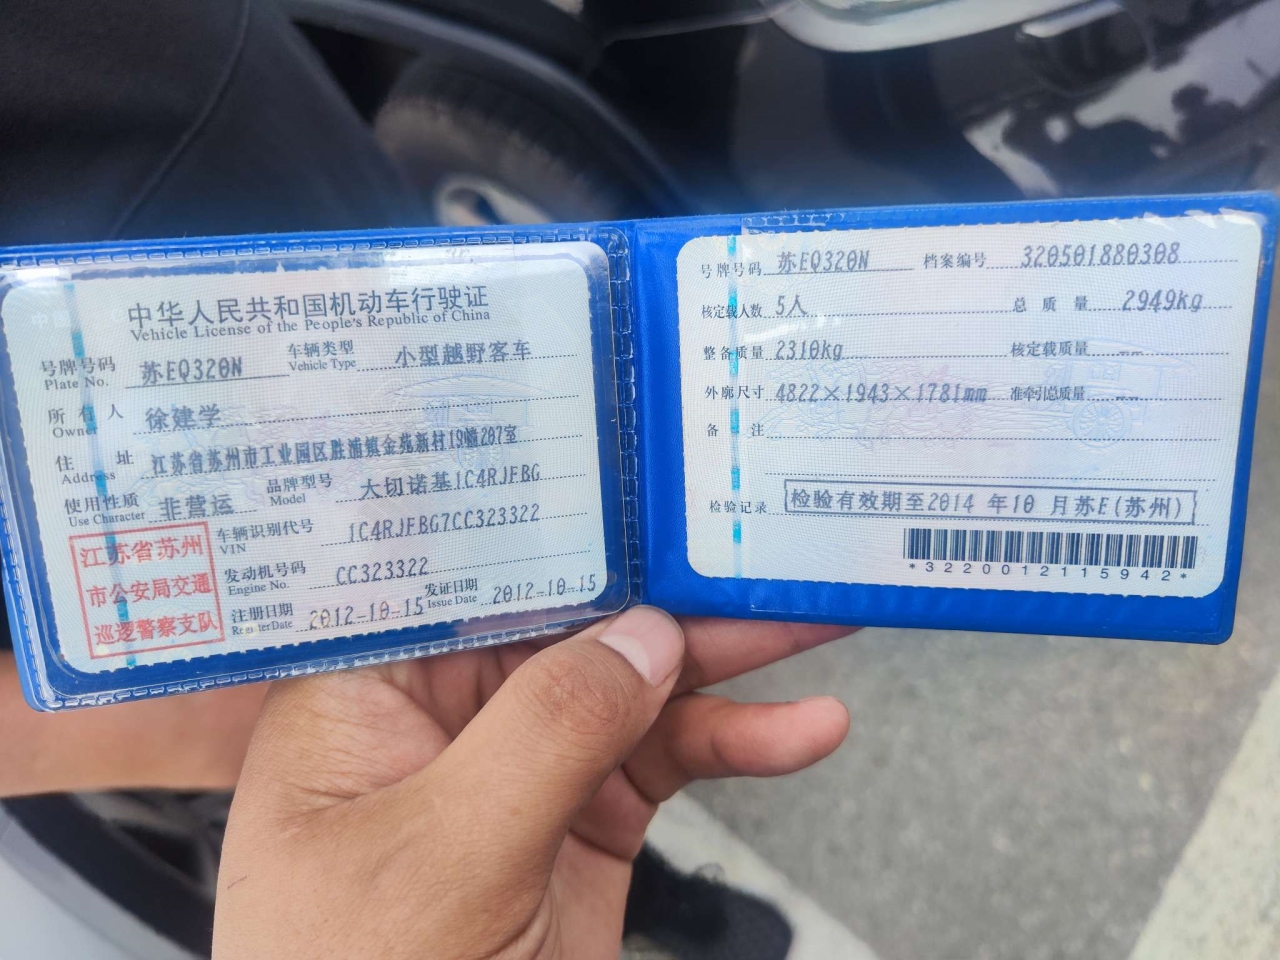 中华人民共和国机动车行驶证
Vehicle License of the People's Republic of China
号牌号码 苏EQ320N 车辆类型 小型越野客车
Plate No. Vehicle Type
所有人 徐建学
Owner
住址 江苏省苏州市工业园区胜浦镇金苑新村19幢207室
Address
使用性质 非营运 品牌型号 大切诺基1C4RJFBG
Use Character Model
车辆识别代号 1C4RJFBG7CC323322
VIN
发动机号码 CC323322
Engine No.
注册日期 2012-10-15 发证日期 2012-10-15
Register Date Issue Date
江苏省苏州
市公安局交通
巡逻警察支队
号牌号码 苏EQ320N 档案编号 320501880308
核定载人数 5人 总质量 2949kg
整备质量 2310kg 核定载质量 --
外廓尺寸 4822×1943×1781mm 准牵引总质量 --
备注
检验记录 检验有效期至2014年10月苏E(苏州)
*3220012115942*